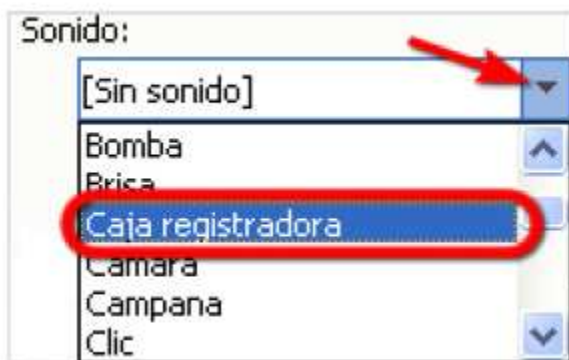 Sonido:
[Sin sonido]
Bomba
Brisa
Caja registradora
Cámara
Campana
Clic